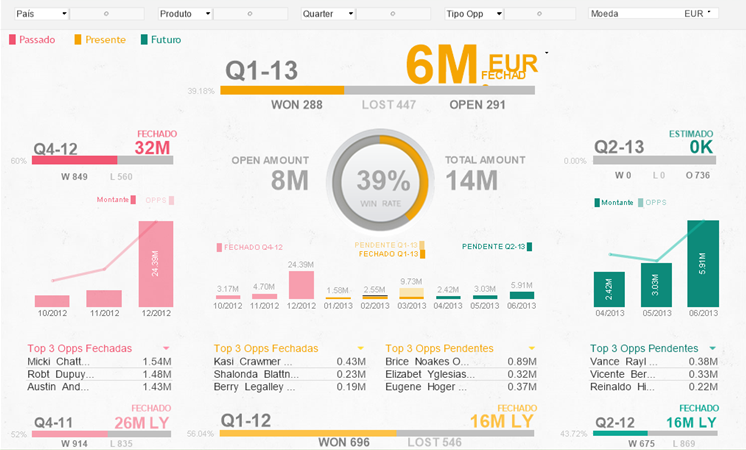 País Produto Quarter Tipo Opp Moeda EUR
Passado Presente Futuro
Q1-13 6M EUR
FECHAD
39.18%
WON 288 LOST 447 OPEN 291
Q4-12 FECHADO 32M
60%
W 849 L 560
OPEN AMOUNT
8M
39%
WIN RATE
TOTAL AMOUNT
14M
ESTIMADO
Q2-13 0K
0.00%
W 0 L 0 O 736
Montante OPPS
24.39M
10/2012 11/2012 12/2012
FECHADO Q4-12
PENDENTE Q1-13
FECHADO Q1-13
PENDENTE Q2-13
3.17M 4.70M 24.39M 1.58M 2.55M 9.73M 2.42M 3.03M 5.91M
10/2012 11/2012 12/2012 01/2013 02/2013 03/2013 04/2013 05/2013 06/2013
Montante OPPS
2.42M 3.03M 5.91M
04/2013 05/2013 06/2013
Top 3 Opps Fechadas
Micki Chatt... 1.54M
Robt Dupuy... 1.48M
Austin And... 1.43M
Top 3 Opps Fechadas
Kasi Crawmer ... 0.43M
Shalonda Blattn... 0.23M
Berry Legalley ... 0.19M
Top 3 Opps Pendentes
Brice Noakes O... 0.89M
Elizabet Yglesias... 0.32M
Eugene Hoger ... 0.37M
Top 3 Opps Pendentes
Vance Rayl ... 0.38M
Vicente Ber... 0.33M
Reinaldo Hi... 0.22M
FECHADO
Q4-11 26M LY
52%
W 914 L 835
FECHADO
Q1-12 16M LY
56.04%
WON 696 LOST 546
FECHADO
Q2-12 16M LY
43.72%
W 675 L 869